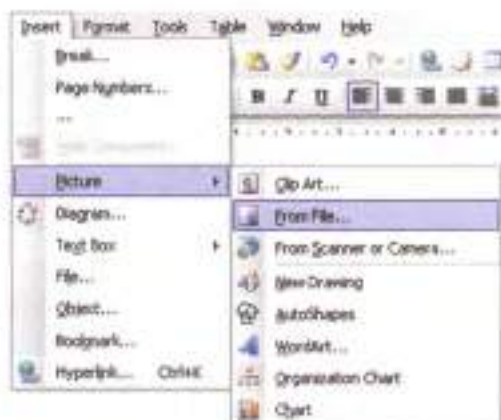 Insert Format Tools Table Window Help
Break...
Page Numbers...
...
Picture
Diagram...
Text Box
File...
Object...
Bookmark...
Hyperlink... Ctrl+K
B I U
Clip Art...
From File...
From Scanner or Camera...
New Drawing
AutoShapes
WordArt...
Organization Chart
Chart